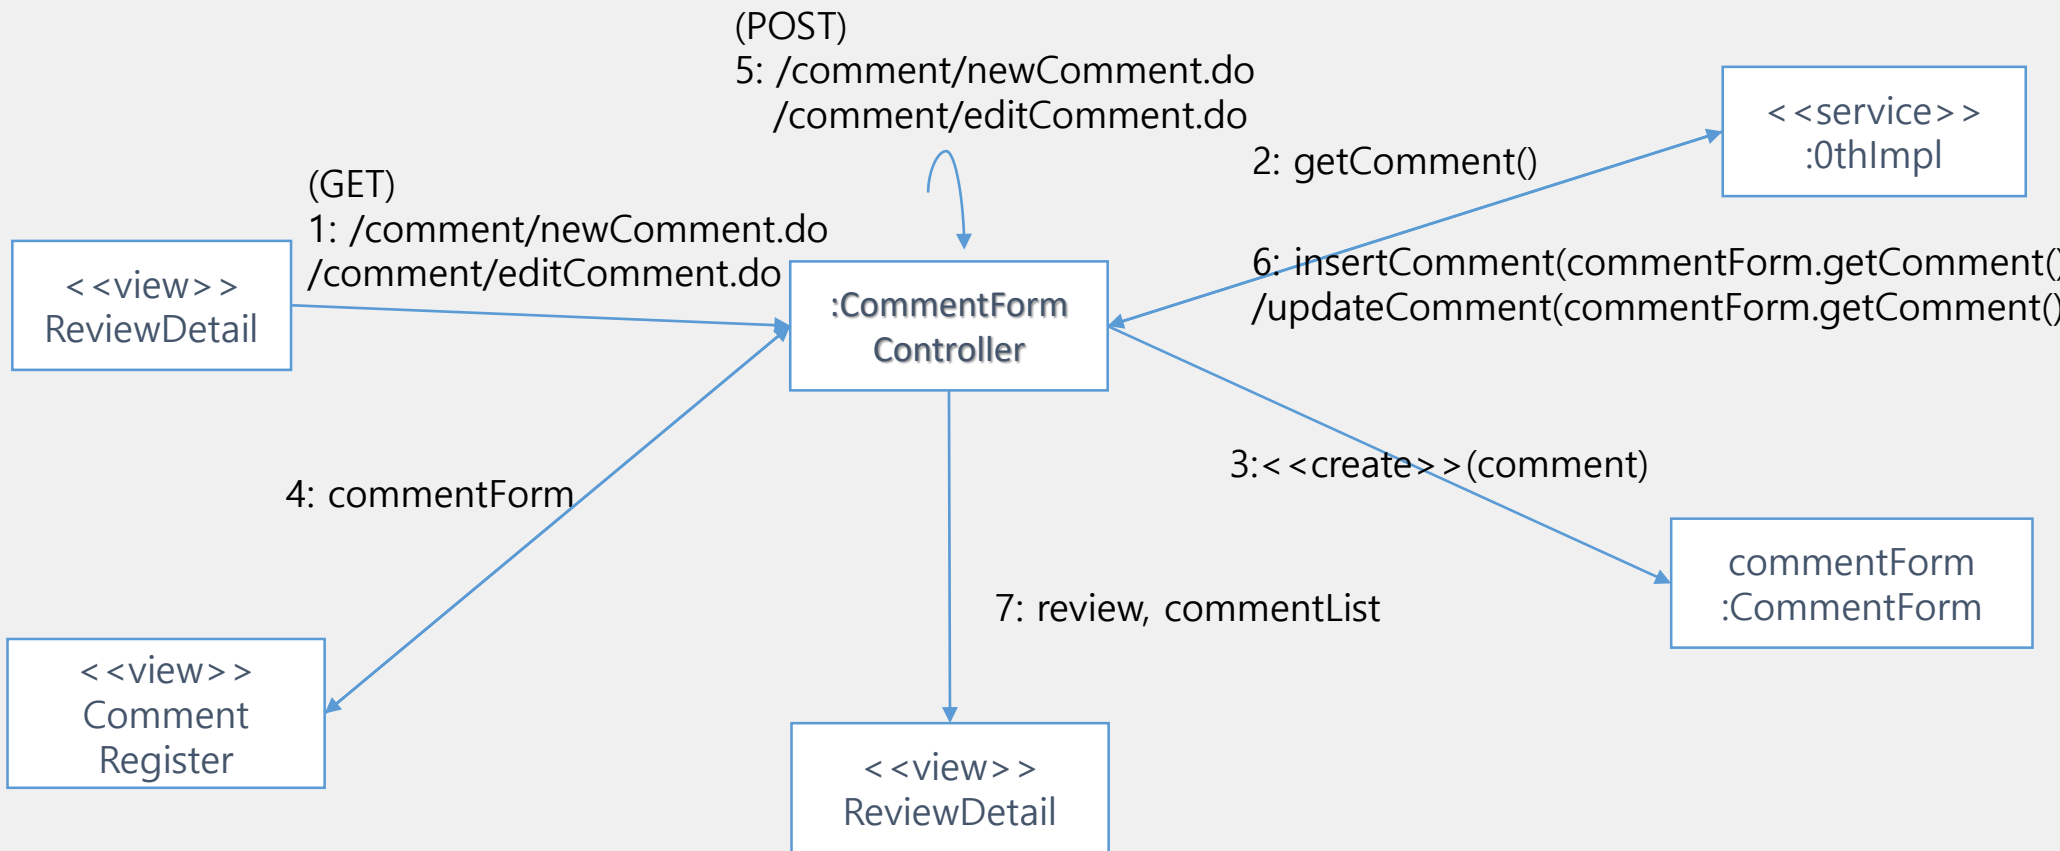 (POST)
5: /comment/newComment.do
/comment/editComment.do
<<service>>
:0thImpl
2: getComment()
(GET)
1: /comment/newComment.do
/comment/editComment.do
<<view>>
ReviewDetail
:CommentForm
Controller
6: insertComment(commentForm.getComment()
/updateComment(commentForm.getComment()
4: commentForm
3:<<create>>(comment)
commentForm
:CommentForm
7: review, commentList
<<view>>
Comment
Register
<<view>>
ReviewDetail